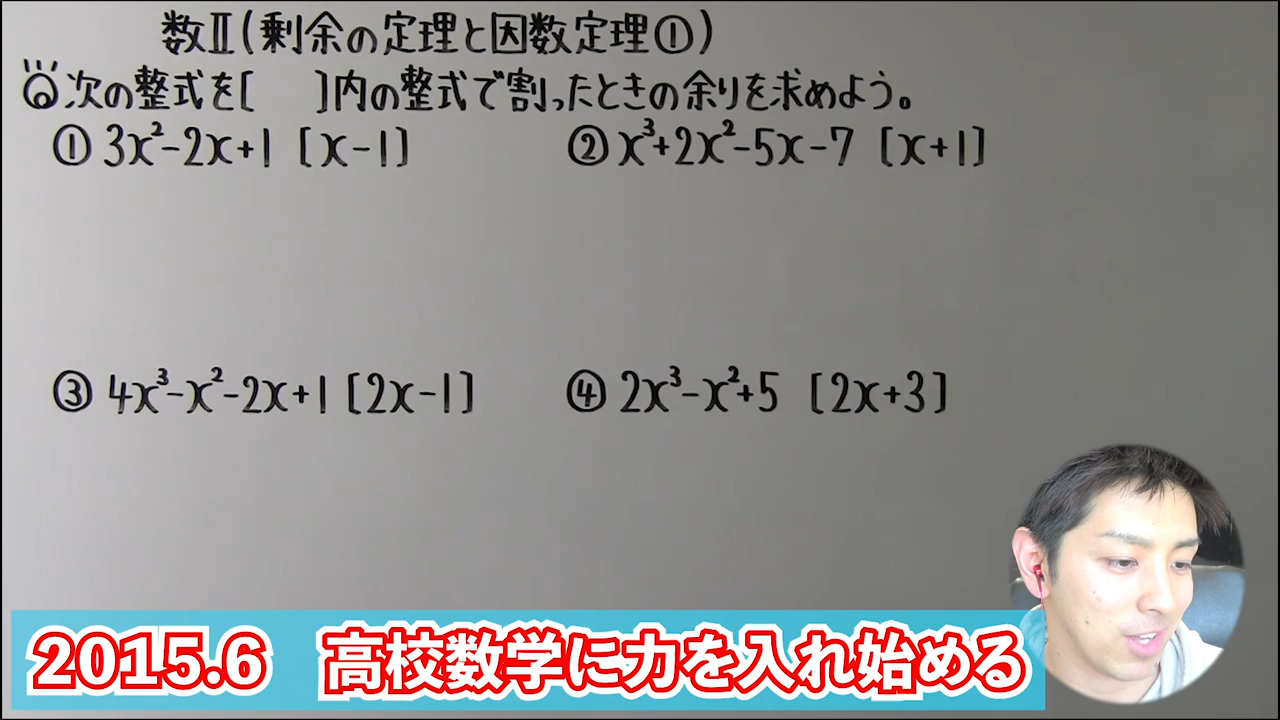 数Ⅱ(剰余の定理と因数定理①)
Q 次の整式を[ ]内の整式で割ったときの余りを求めよう。
① 3x²-2x+1 [x-1] ② x³+2x²-5x-7 [x+1]
③ 4x³-x²-2x+1 [2x-1] ④ 2x³-x²+5 [2x+3]
2015.6 高校数学に力を入れ始める